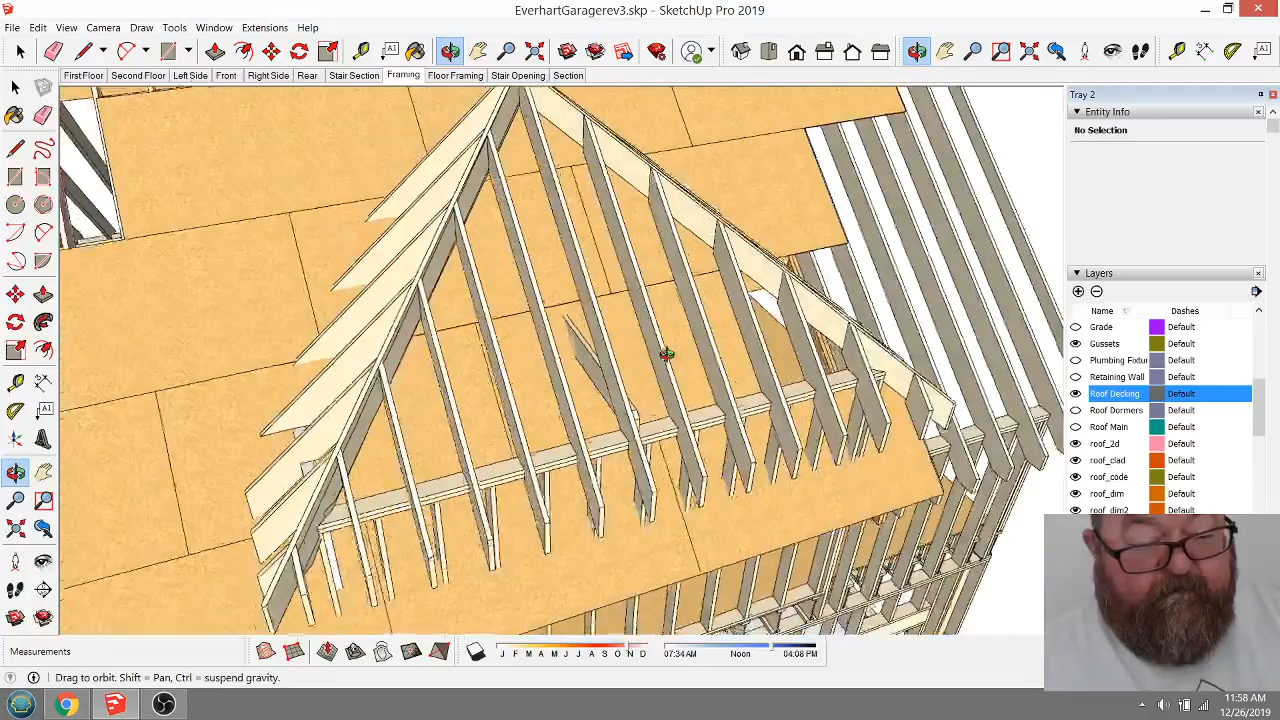 EverhartGaragerev3.skp - SketchUp Pro 2019
File Edit View Camera Draw Tools Window Extensions Help
A1
A1
First Floor Second Floor Left Side Front Right Side Rear Stair Section Framing Floor Framing Stair Opening Section
Tray 2
Entity Info
No Selection
A1
Layers
Name Dashes
Grade Default
Gussets Default
Plumbing Fixtur Default
Retaining Wall Default
Roof Decking Default
Roof Dormers Default
Roof Main Default
roof_2d Default
roof_clad Default
roof_code Default
roof_dim Default
roof_dim2 Default
Measurements
J F M A M J J A S O N D
07:34 AM Noon 04:08 PM
Drag to orbit. Shift = Pan, Ctrl = suspend gravity.
11:58 AM
12/26/2019